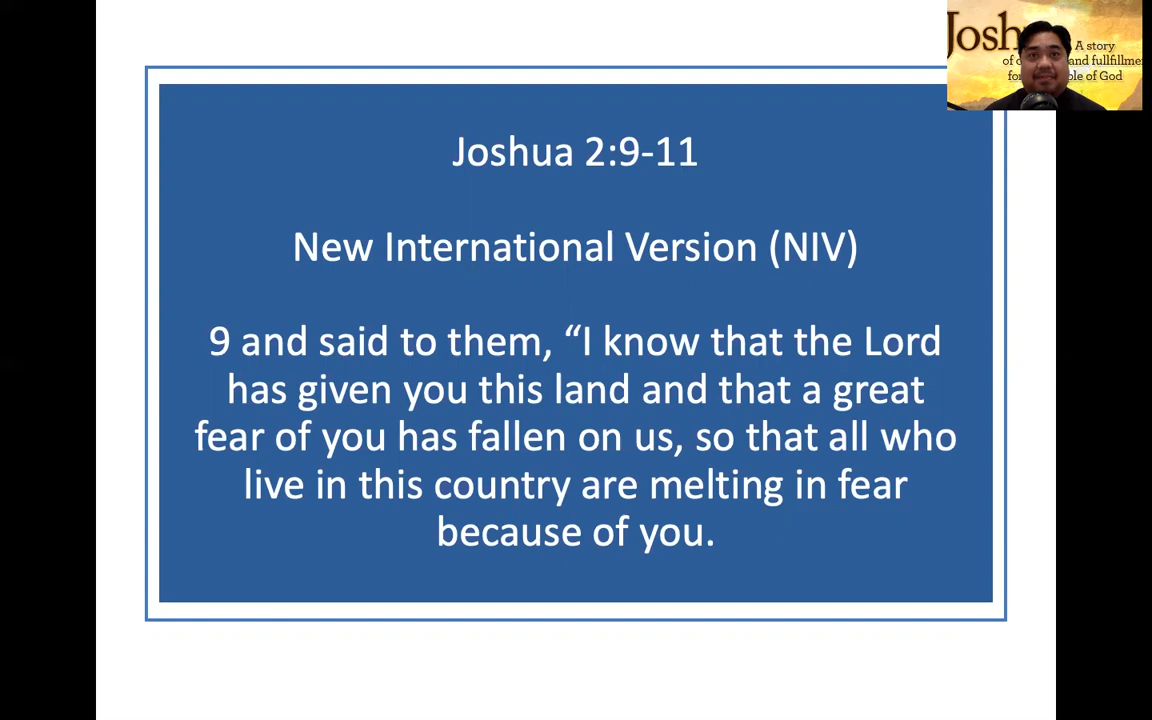 Joshua 2:9-11
New International Version (NIV)
9 and said to them, “I know that the Lord
has given you this land and that a great
fear of you has fallen on us, so that all who
live in this country are melting in fear
because of you.
Josh
A story
of and fullfillme
for ple of God